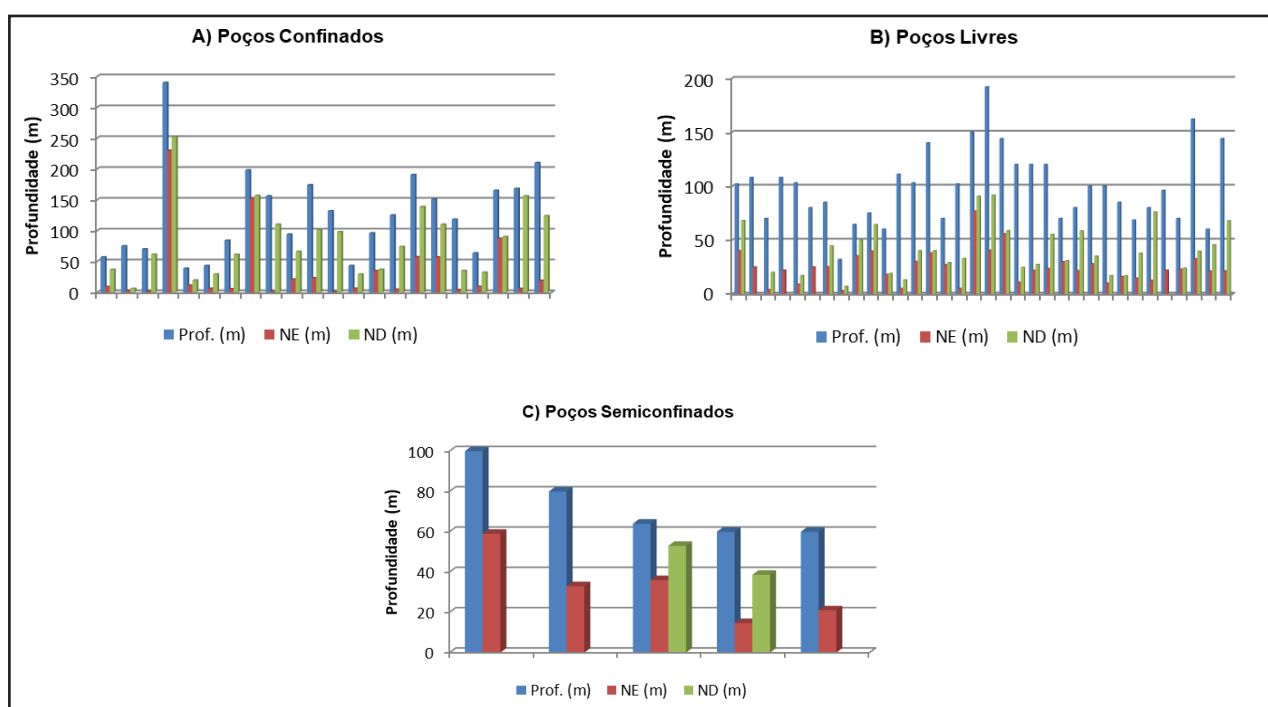 A) Poços Confinados
Profundidade (m)
350
300
250
200
150
100
50
0
Prof. (m) NE (m) ND (m)
B) Poços Livres
Profundidade (m)
200
150
100
50
0
Prof. (m) NE (m) ND (m)
C) Poços Semiconfinados
Profundidade (m)
100
80
60
40
20
0
Prof. (m) NE (m) ND (m)